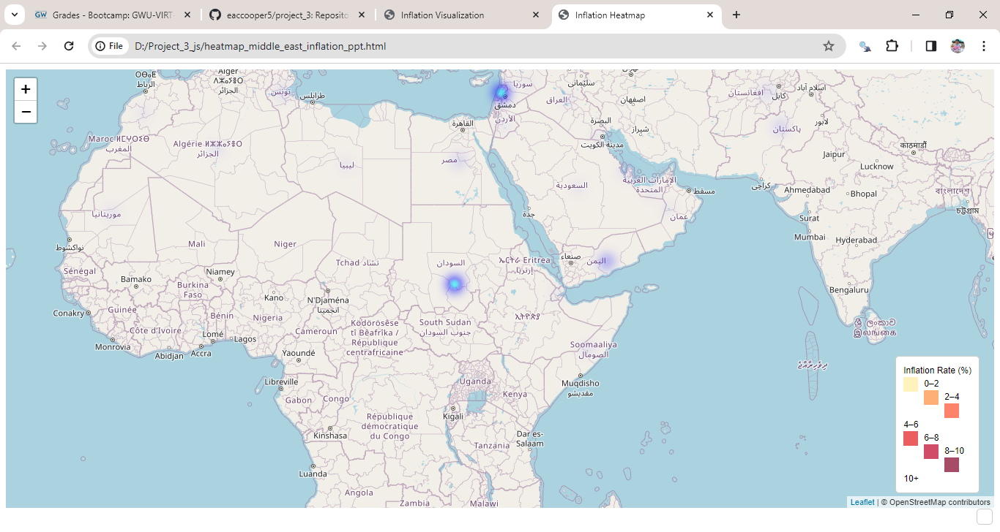 Grades - Bootcamp: GWU-VIRT-
eaccooper5/project_3: Reposito
Inflation Visualization
Inflation Heatmap
File
D:/Project_3_js/heatmap_middle_east_inflation_ppt.html
+
−
الرباط
الجزائر
تونس
طرابلس
سوريا
دمشق
العراق
سليمانی
اصفهان
افغانستان
کابل
اسلام آباد
القاهرة
الأردن
البصرة
شیراز
مدينة الكويت
پاکستان
لاہور
काठमाडौं
Maroc ⵍⵎⵖⵔⵉⴱ
المغرب
Algérie ⵍⵣⵣⴰⵢⴻⵔ
الجزائر
ليبيا
مصر
السعودية
الإمارات العربية
المتحدة
مسقط
کراچی
Jaipur
Lucknow
Ahmedabad
Bhopal
বাংলাদেশ
চট্টগ্রাম
موريتانيا
جدة
عمان
Surat
Mumbai
Hyderabad
نواكشوط
Mali
Niger
Tchad تشاد
السودان
ኤርትራ Eritrea
إرتريا
صنعاء
اليمن
Sénégal
Bamako
Burkina
Faso
Niamey
Kano
N'Djaména
انجمينا
Bengaluru
Conakry
Guinée
Côte d'Ivoire
Bénin
Nigeria
Cameroun
Ködörösêse
tî Bêafrîka /
République
centrafricaine
South Sudan
جنوب السودان
ኢትዮጵያ
Soomaaliya
الصومال
ශ්‍රී ලංකාව
இலங்கை
Monrovia
Abidjan
Accra
Lomé
Lagos
Yaoundé
Libreville
Gabon
Congo
Uganda
Kenya
Muqdisho
مقديشو
ދިވެހިރާއްޖެ
Kigali
République
démocratique
du Congo
Kinshasa
Tanzania
Dar es-
Salaam
Luanda
Angola
Zambia
Malawi
Inflation Rate (%)
0–2
2–4
4–6
6–8
8–10
10+
Leaflet | © OpenStreetMap contributors